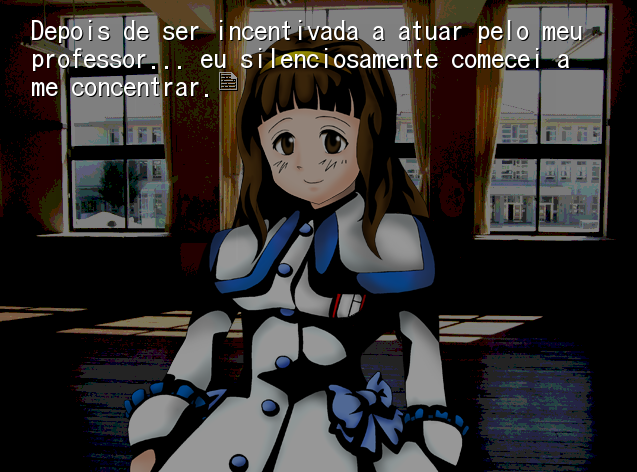 Depois de ser incentivada a atuar pelo meu
professor... eu silenciosamente comecei a
me concentrar.